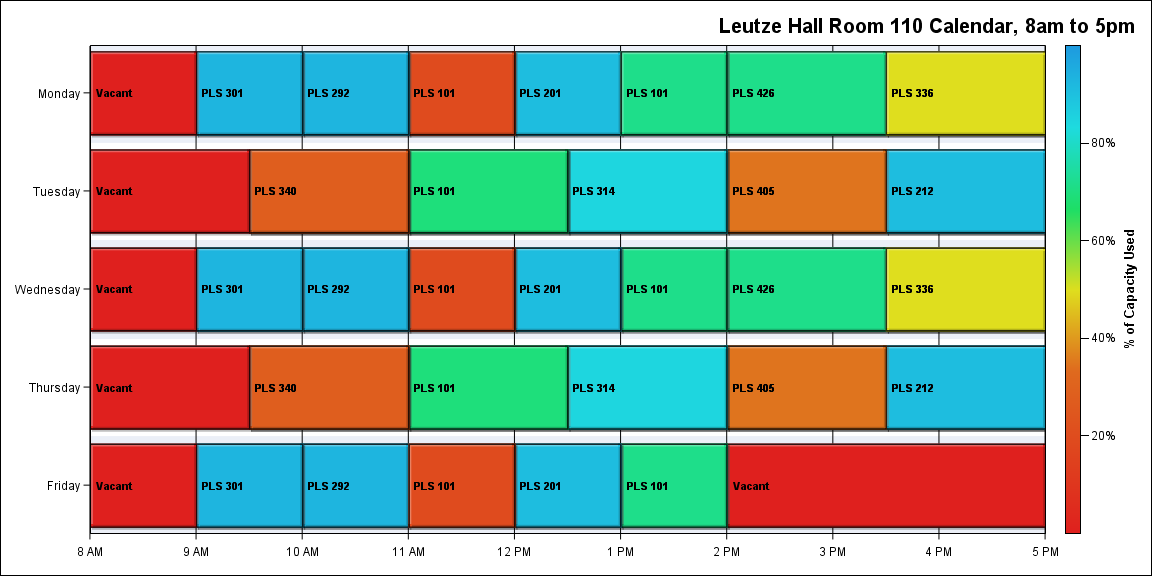 Leutze Hall Room 110 Calendar, 8am to 5pm
Monday
Vacant
PLS 301
PLS 292
PLS 101
PLS 201
PLS 101
PLS 426
PLS 336
Tuesday
Vacant
PLS 340
PLS 101
PLS 314
PLS 405
PLS 212
Wednesday
Vacant
PLS 301
PLS 292
PLS 101
PLS 201
PLS 101
PLS 426
PLS 336
Thursday
Vacant
PLS 340
PLS 101
PLS 314
PLS 405
PLS 212
Friday
Vacant
PLS 301
PLS 292
PLS 101
PLS 201
PLS 101
Vacant
8 AM
9 AM
10 AM
11 AM
12 PM
1 PM
2 PM
3 PM
4 PM
5 PM
80%
60%
40%
20%
% of Capacity Used